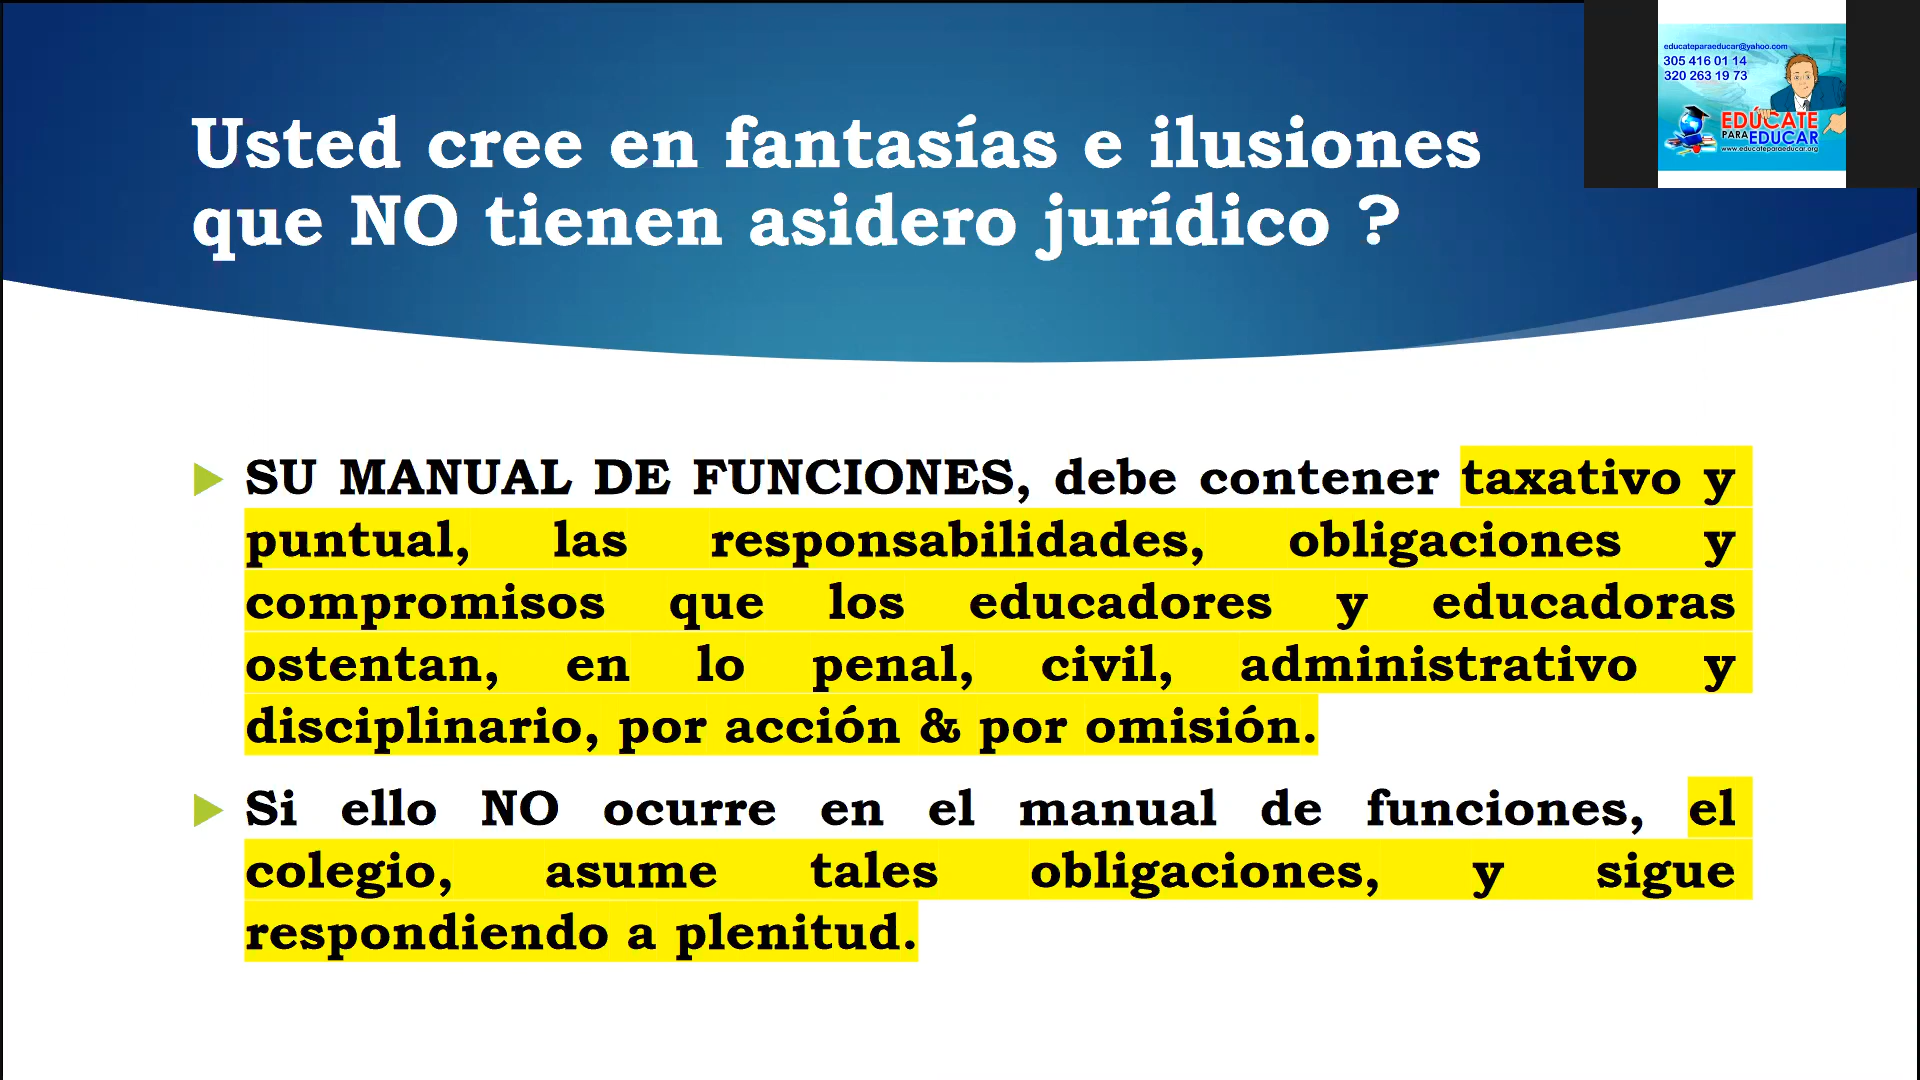 educateparaeducar@yahoo.com
305 416 01 14
320 263 19 73
EDÚCATE
PARA EDUCAR
www.educateparaeducar.org
Usted cree en fantasías e ilusiones
que NO tienen asidero jurídico ?
SU MANUAL DE FUNCIONES, debe contener taxativo y
puntual, las responsabilidades, obligaciones y
compromisos que los educadores y educadoras
ostentan, en lo penal, civil, administrativo y
disciplinario, por acción & por omisión.
Si ello NO ocurre en el manual de funciones, el
colegio, asume tales obligaciones, y sigue
respondiendo a plenitud.